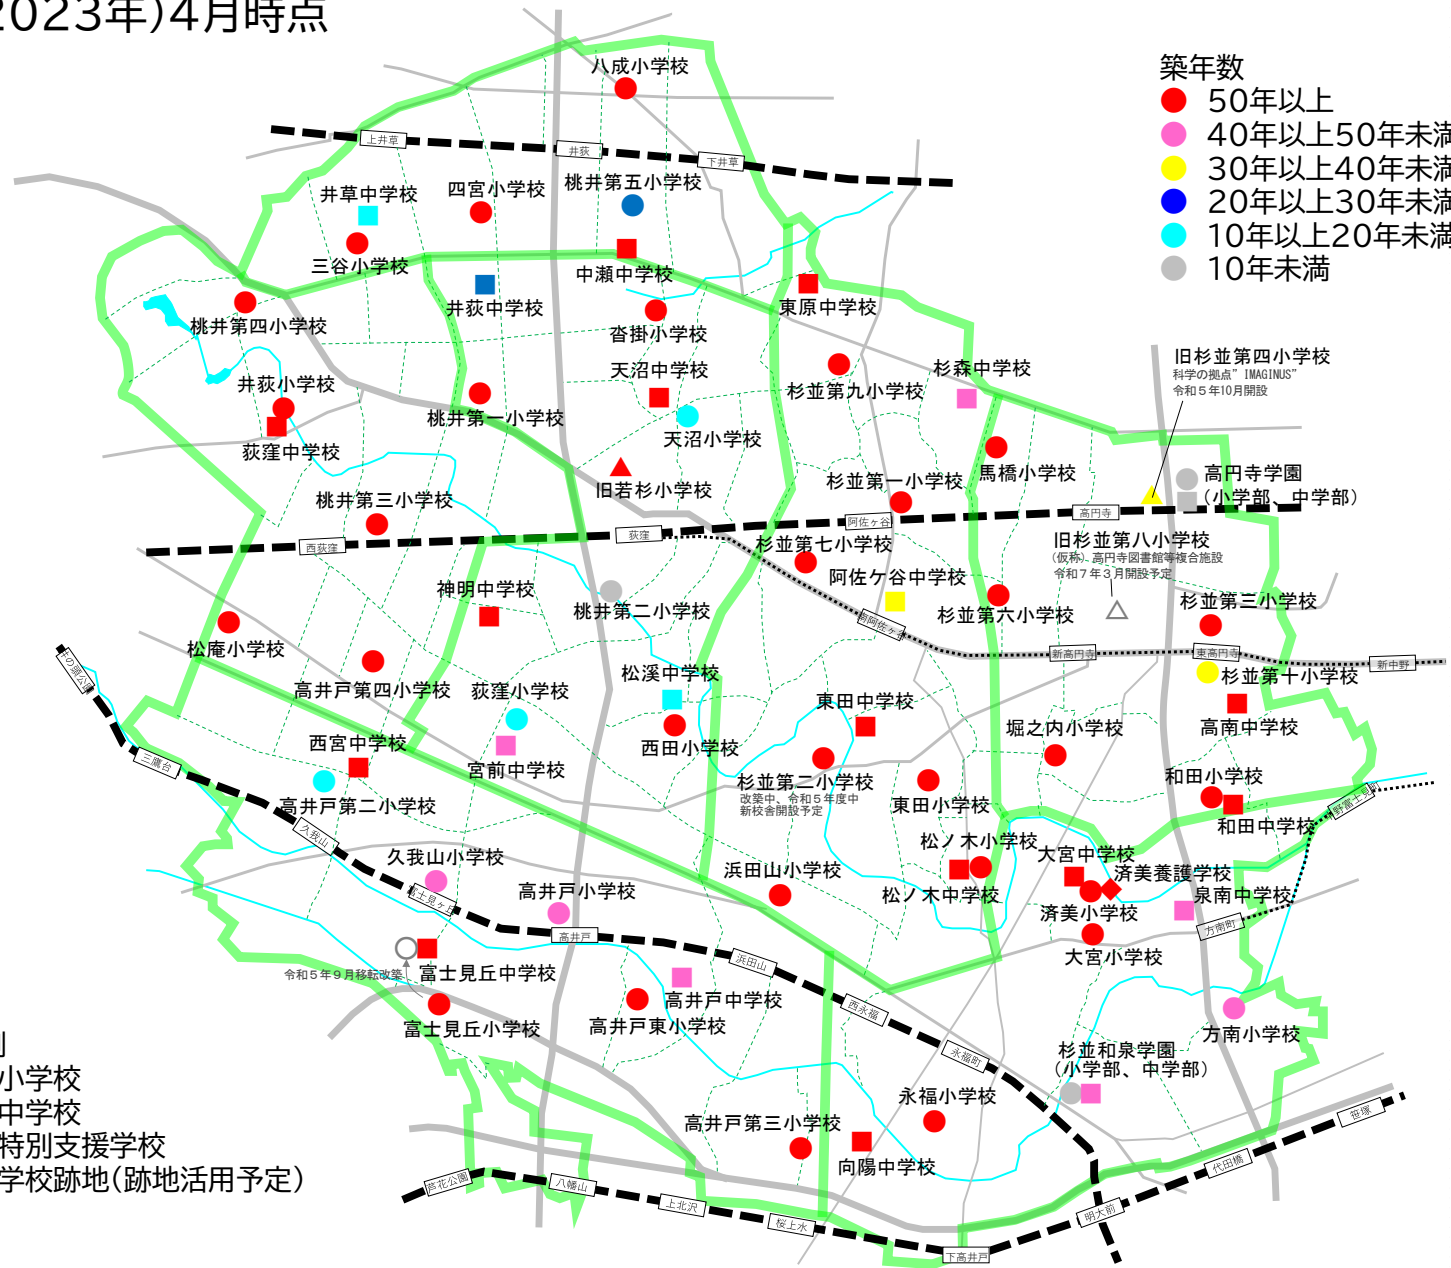 2023年)4月時点
築年数
50年以上
40年以上50年未満
30年以上40年未満
20年以上30年未満
10年以上20年未満
10年未満
八成小学校
上井草
井荻
下井草
井草中学校
四宮小学校
桃井第五小学校
三谷小学校
中瀬中学校
井荻中学校
東原中学校
桃井第四小学校
沓掛小学校
旧杉並第四小学校
科学の拠点”IMAGINUS”
令和５年10月開設
井荻小学校
天沼中学校
杉並第九小学校
杉森中学校
桃井第一小学校
天沼小学校
荻窪中学校
旧若杉小学校
杉並第一小学校
馬橋小学校
高円寺学園
(小学部、中学部)
桃井第三小学校
阿佐ヶ谷
高円寺
西荻窪
荻窪
杉並第七小学校
旧杉並第八小学校
(仮称)高円寺図書館等複合施設
令和７年３月開設予定
神明中学校
桃井第二小学校
阿佐ケ谷中学校
杉並第六小学校
杉並第三小学校
南阿佐ヶ谷
松庵小学校
新高円寺
東高円寺
新中野
高井戸第四小学校
荻窪小学校
松溪中学校
杉並第十小学校
東田中学校
高南中学校
西宮中学校
西田小学校
堀之内小学校
三鷹台
宮前中学校
高井戸第二小学校
杉並第二小学校
改築中、令和５年度中
新校舎開設予定
東田小学校
和田小学校
和田中学校
久我山
松ノ木小学校
大宮中学校
久我山小学校
浜田山小学校
済美養護学校
富士見ヶ丘
高井戸小学校
松ノ木中学校
泉南中学校
済美小学校
高井戸
方南町
大宮小学校
令和５年９月移転改築
富士見丘中学校
浜田山
高井戸中学校
富士見丘小学校
高井戸東小学校
西永福
方南小学校
永福町
杉並和泉学園
(小学部、中学部)
小学校
中学校
特別支援学校
学校跡地(跡地活用予定)
永福小学校
高井戸第三小学校
向陽中学校
笹塚
代田橋
芦花公園
八幡山
上北沢
桜上水
明大前
下高井戸